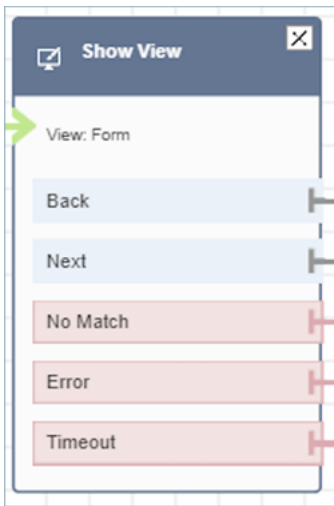 Show View
View: Form
Back
Next
No Match
Error
Timeout